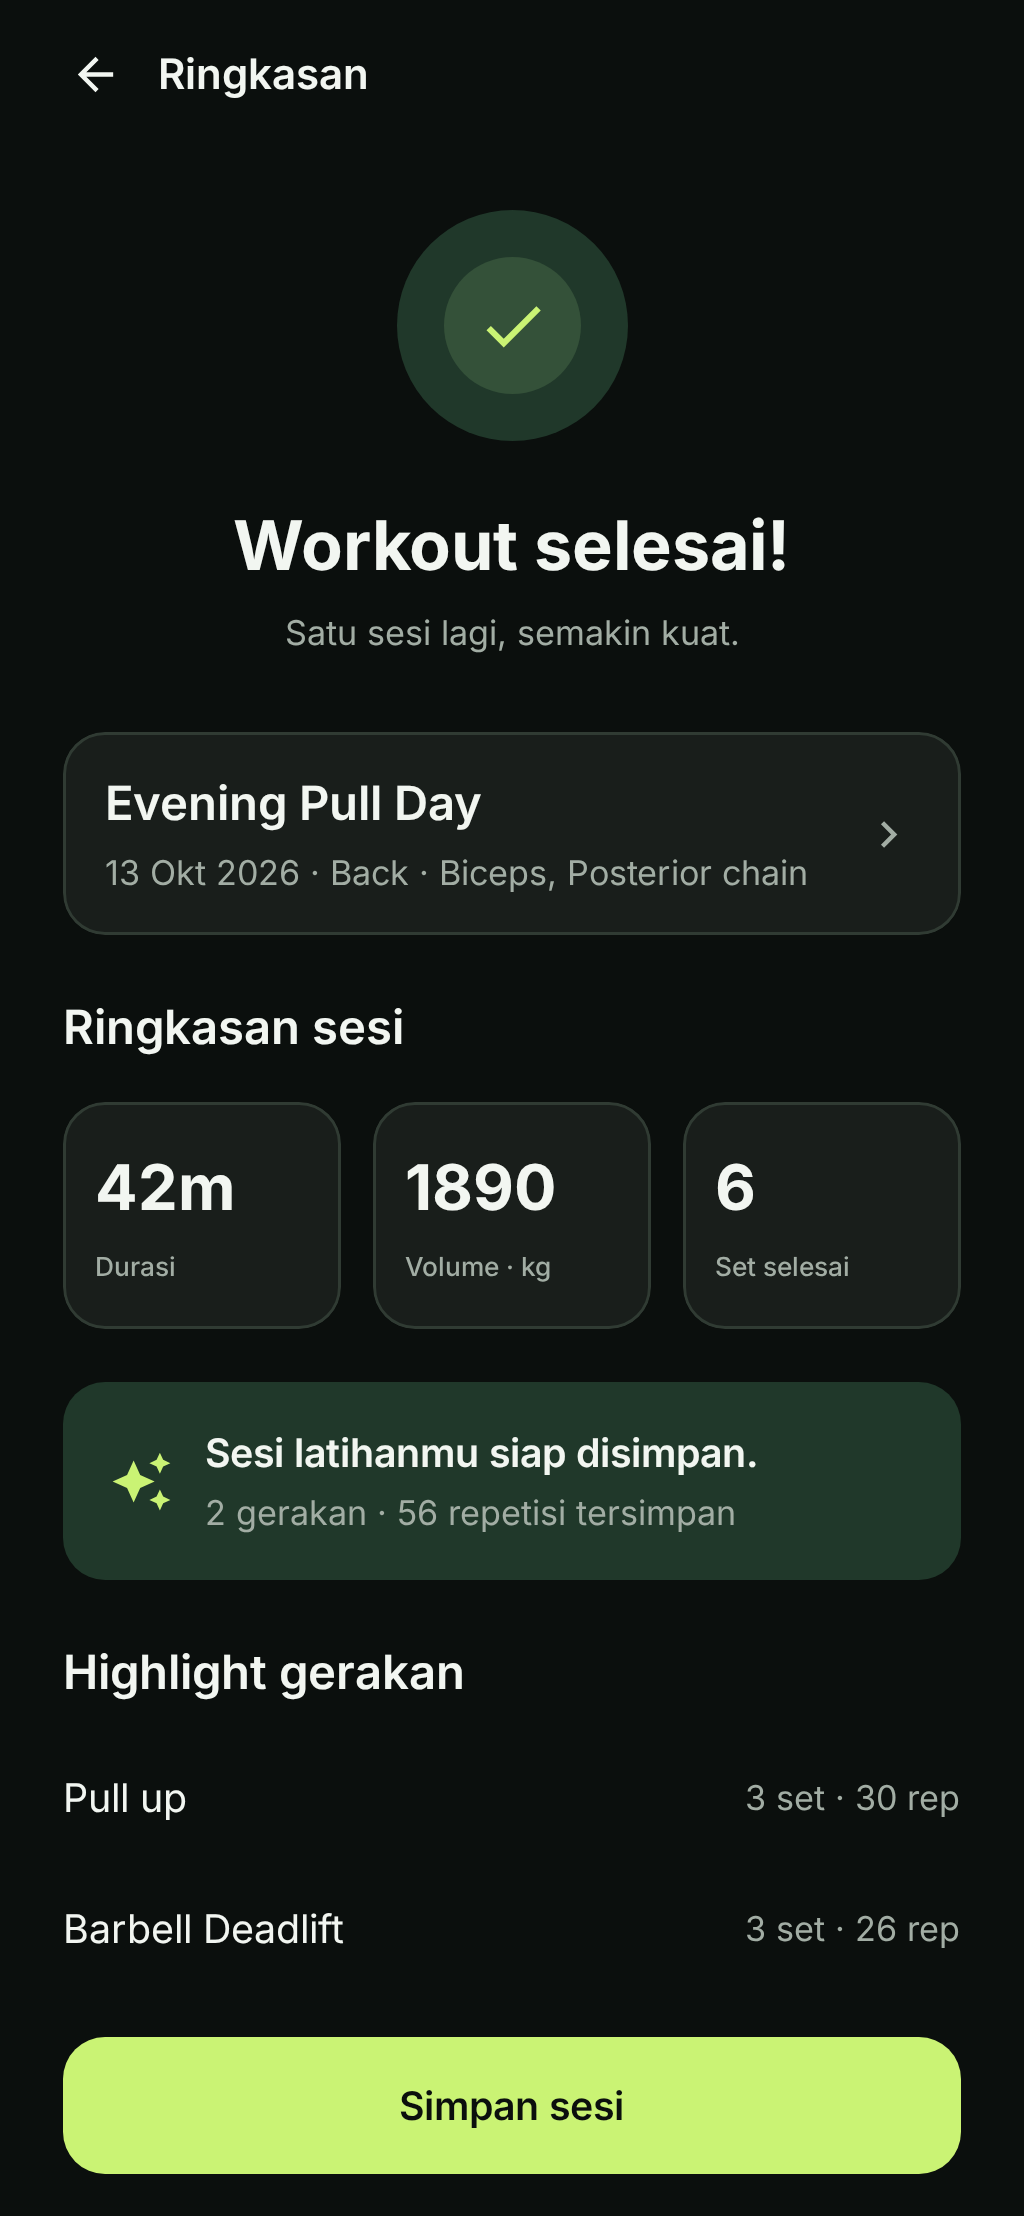 Ringkasan
Workout selesai!
Satu sesi lagi, semakin kuat.
Evening Pull Day
13 Okt 2026 · Back · Biceps, Posterior chain
Ringkasan sesi
42m
Durasi
1890
Volume · kg
6
Set selesai
Sesi latihanmu siap disimpan.
2 gerakan · 56 repetisi tersimpan
Highlight gerakan
Pull up
3 set · 30 rep
Barbell Deadlift
3 set · 26 rep
Simpan sesi